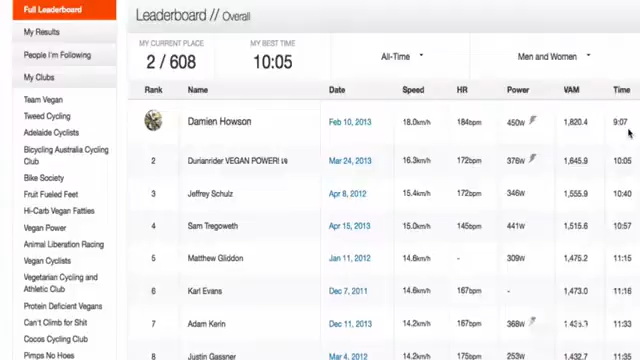 Full Leaderboard
My Results
People I'm Following
My Clubs
Team Vegan
Tweed Cycling
Adelaide Cyclists
Bicycling Australia Cycling
Club
Bike Society
Fruit Fueled Feet
Hi-Carb Vegan Fatties
Vegan Power
Animal Liberation Racing
Vegan Cyclists
Vegetarian Cycling and
Athletic Club
Protein Deficient Vegans
Can't Climb for Shit
Cocos Cycling Club
Pimps No Hoes
Leaderboard // Overall
MY CURRENT PLACE
2 / 608
MY BEST TIME
10:05
All-Time
Men and Women
Rank Name Date Speed HR Power VAM Time
Damien Howson Feb 10, 2013 18.0km/h 184bpm 450W 1,820.4 9:07
2 Durianrider VEGAN POWER! Feb Mar 24, 2013 16.3km/h 172bpm 376W 1,645.9 10:05
3 Jeffrey Schulz Apr 8, 2012 15.4km/h 172bpm 346W 1,555.9 10:40
4 Sam Tregoweth Apr 15, 2013 15.0km/h 145bpm 441W 1,515.6 10:57
5 Matthew Gliddon Jan 11, 2012 14.6km/h - 309W 1,475.2 11:15
6 Karl Evans Dec 7, 2011 14.6km/h 167bpm - 1,473.0 11:16
7 Adam Kerin Dec 11, 2013 14.2km/h 167bpm 368W 11:33
8 Justin Gassner Mar 4, 2012 14.2km/h 175bpm 253W 11:35